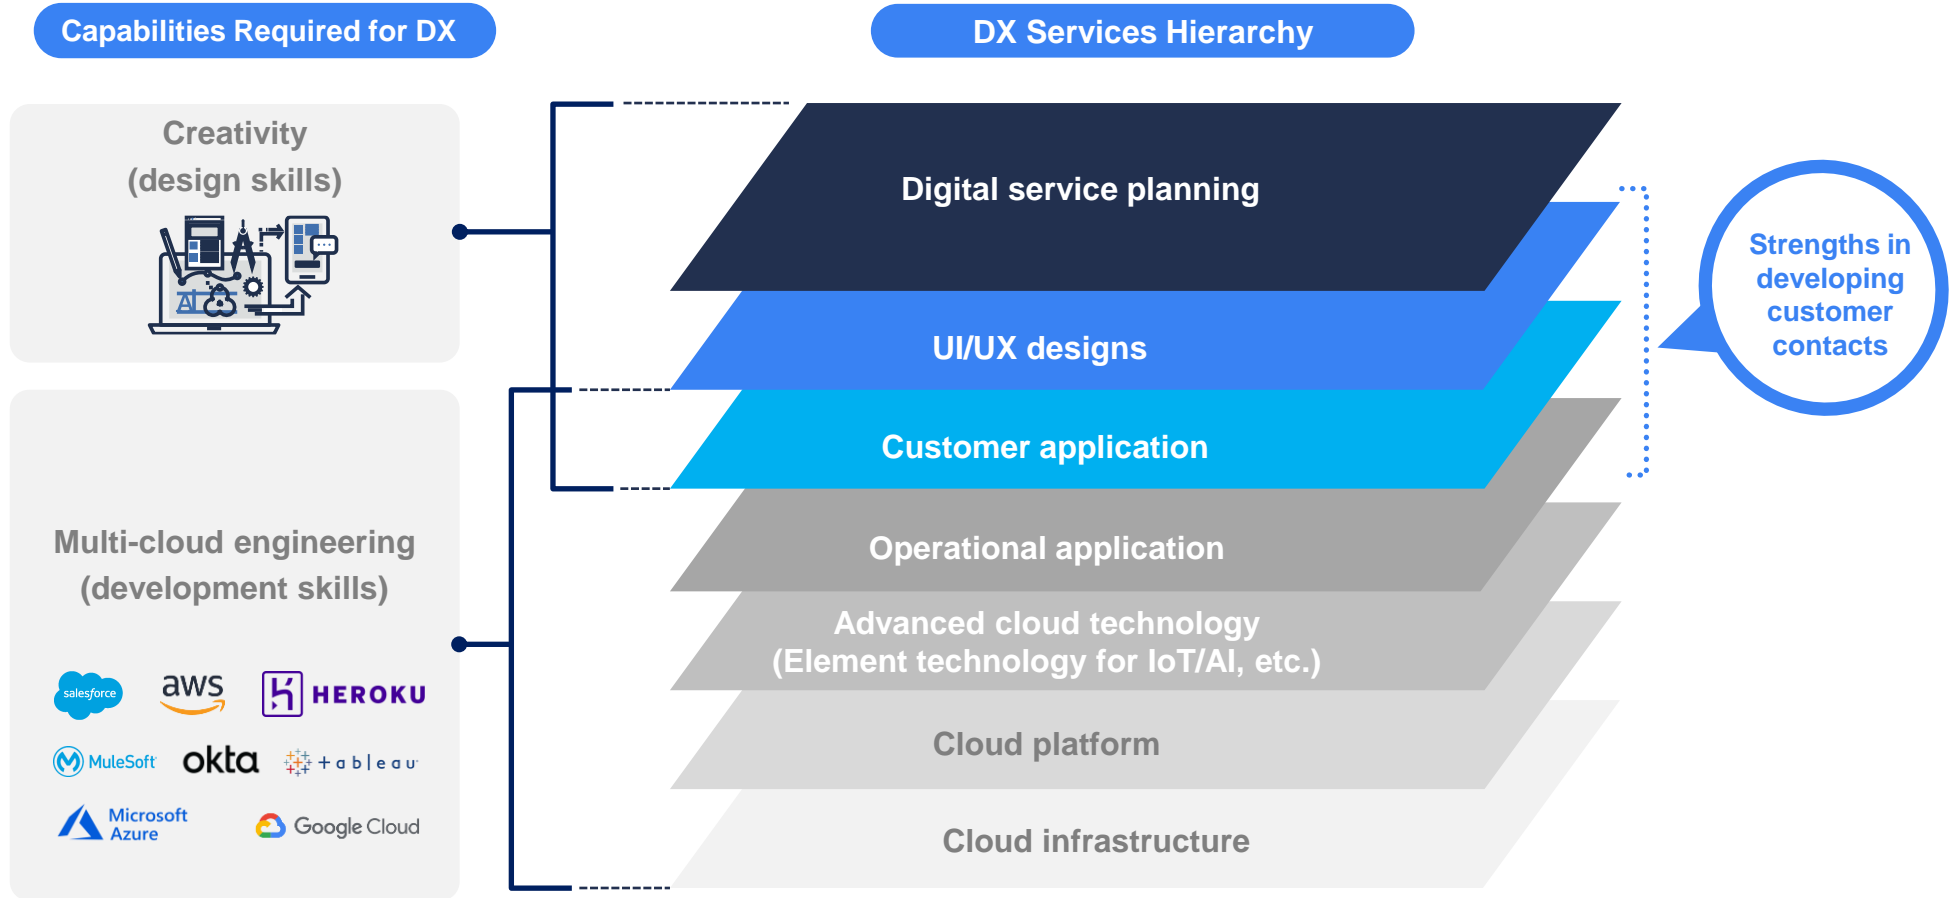 Capabilities Required for DX
DX Services Hierarchy
Creativity
(design skills)
AI
Multi-cloud engineering
(development skills)
salesforce
aws
HEROKU
MuleSoft
okta
+ a b l e a u
Microsoft
Azure
Google Cloud
Digital service planning
UI/UX designs
Customer application
Operational application
Advanced cloud technology
(Element technology for IoT/AI, etc.)
Cloud platform
Cloud infrastructure
Strengths in
developing
customer
contacts